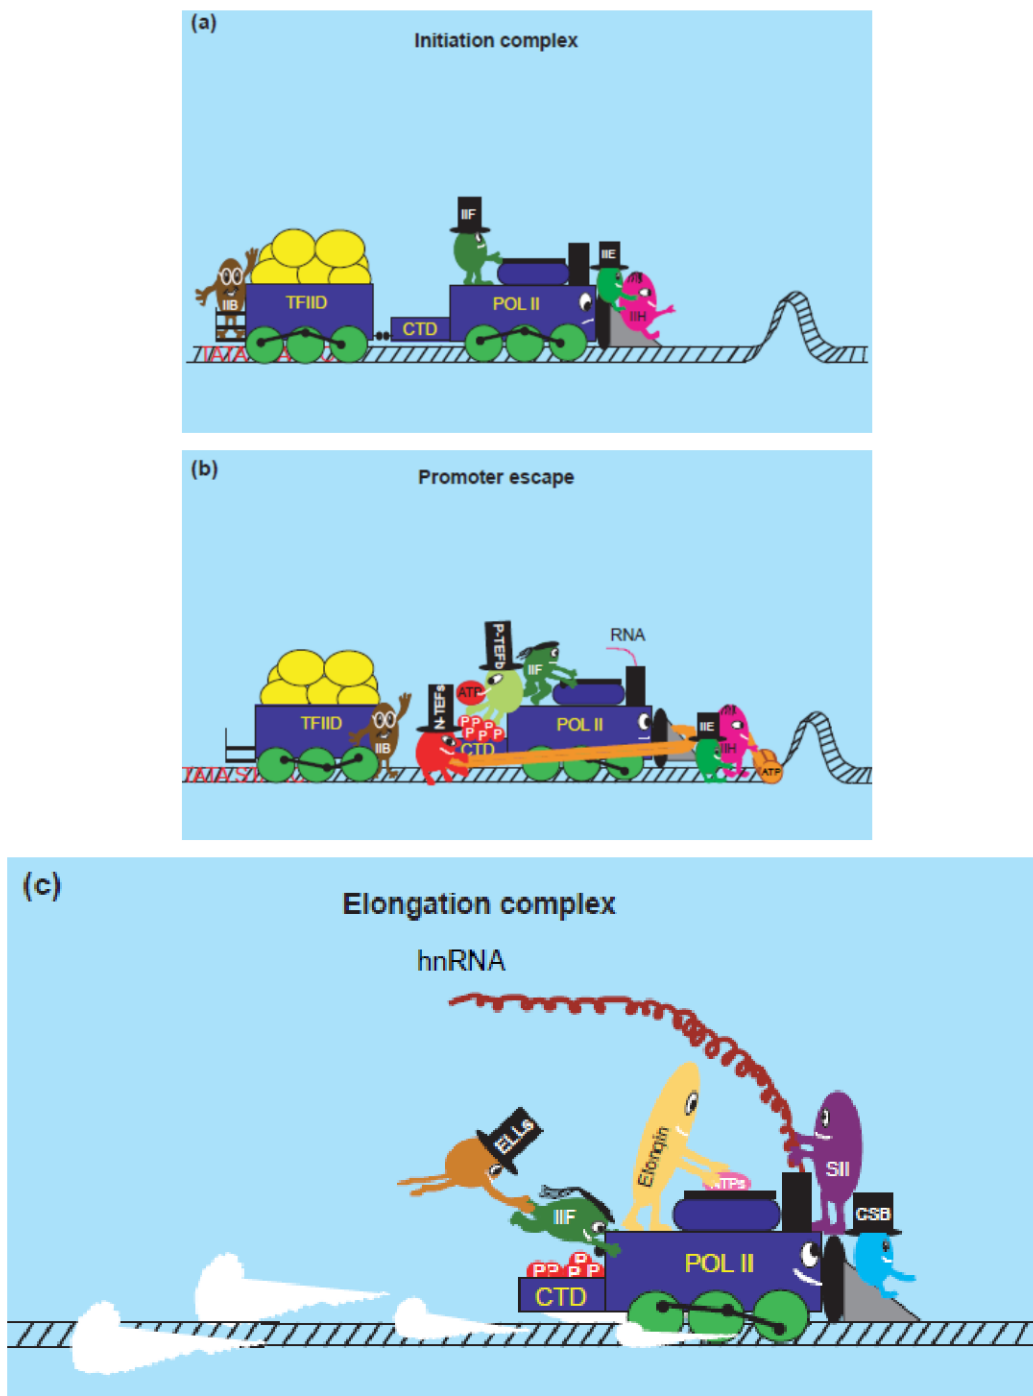 (a)
Initiation complex
IIF
IIE
IIB
TFIID
POL II
IIH
CTD
(b)
Promoter escape
P-TEFb
RNA
IIF
ATP
N-TEFs
P P
P P P
TFIID
POL II
IIB
CTD
IIE
IIH
ATP
(c)
Elongation complex
hnRNA
ELLs
Elongin
SII
NTPs
CSB
IIF
P
P P P P
POL II
CTD